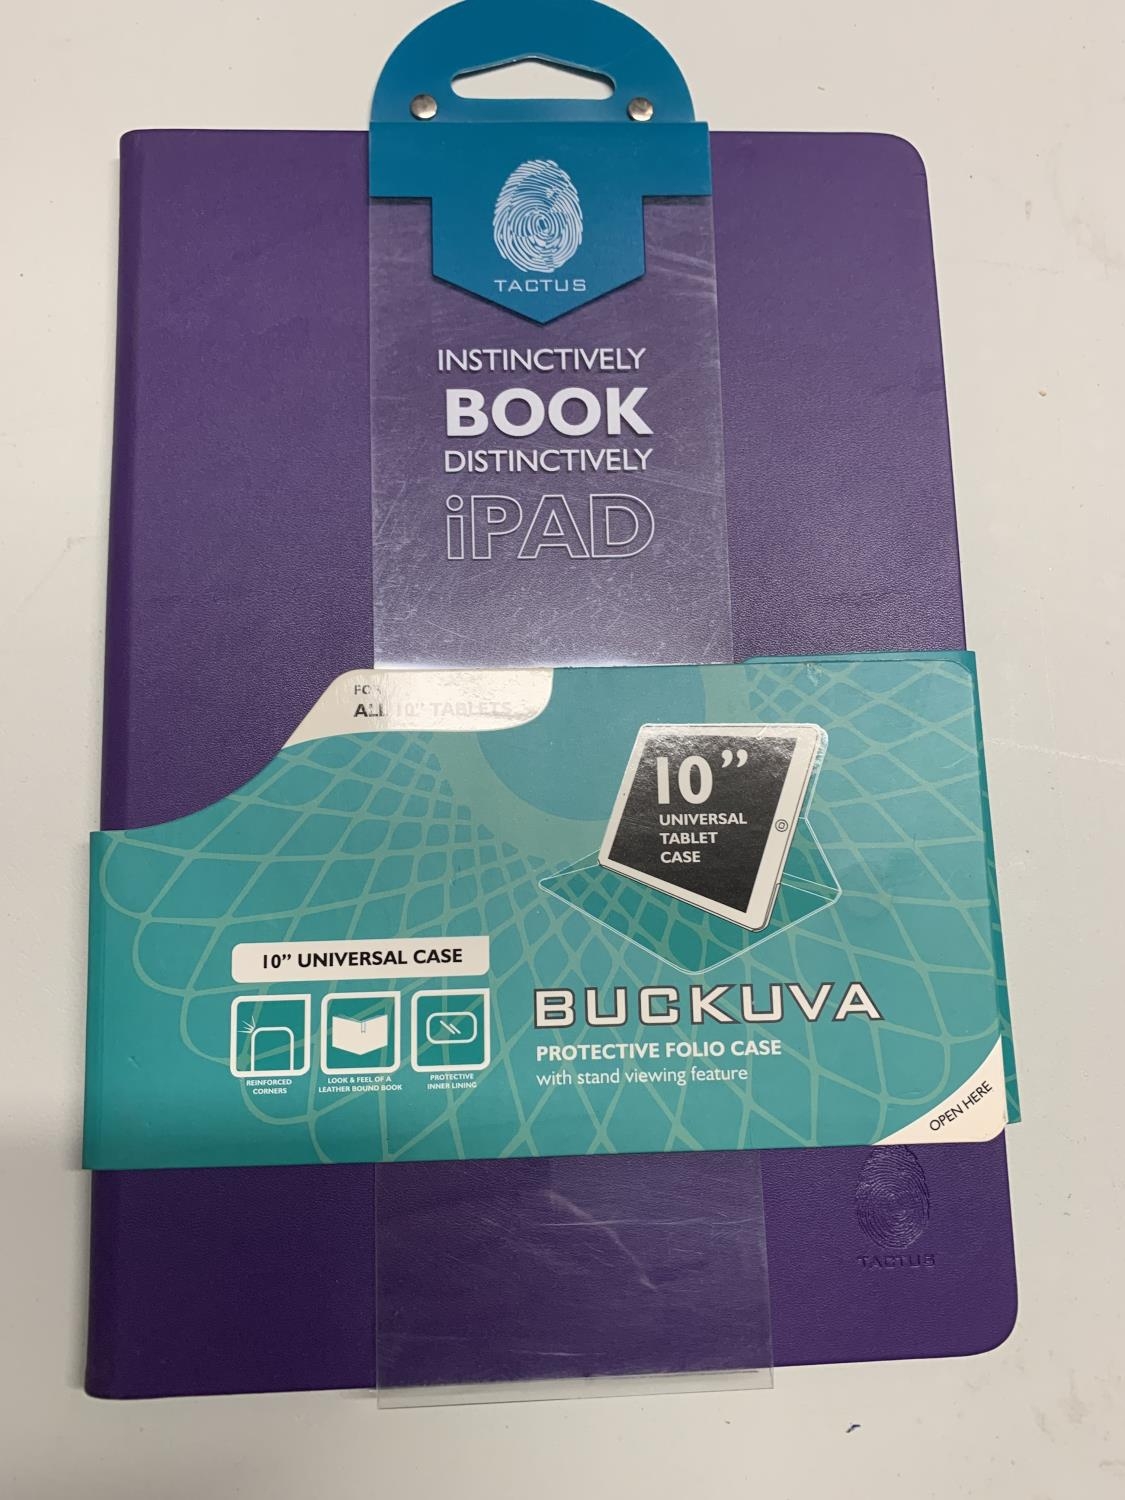 TACTUS
INSTINCTIVELY
BOOK
DISTINCTIVELY
iPAD
FOR
ALL 10" TABLETS
10”
UNIVERSAL
TABLET
CASE
10” UNIVERSAL CASE
REINFORCED
CORNERS
LOOK & FEEL OF A
LEATHER BOUND BOOK
PROTECTIVE
INNER LINING
BUCKUVA
PROTECTIVE FOLIO CASE
with stand viewing feature
OPEN HERE
TACTUS